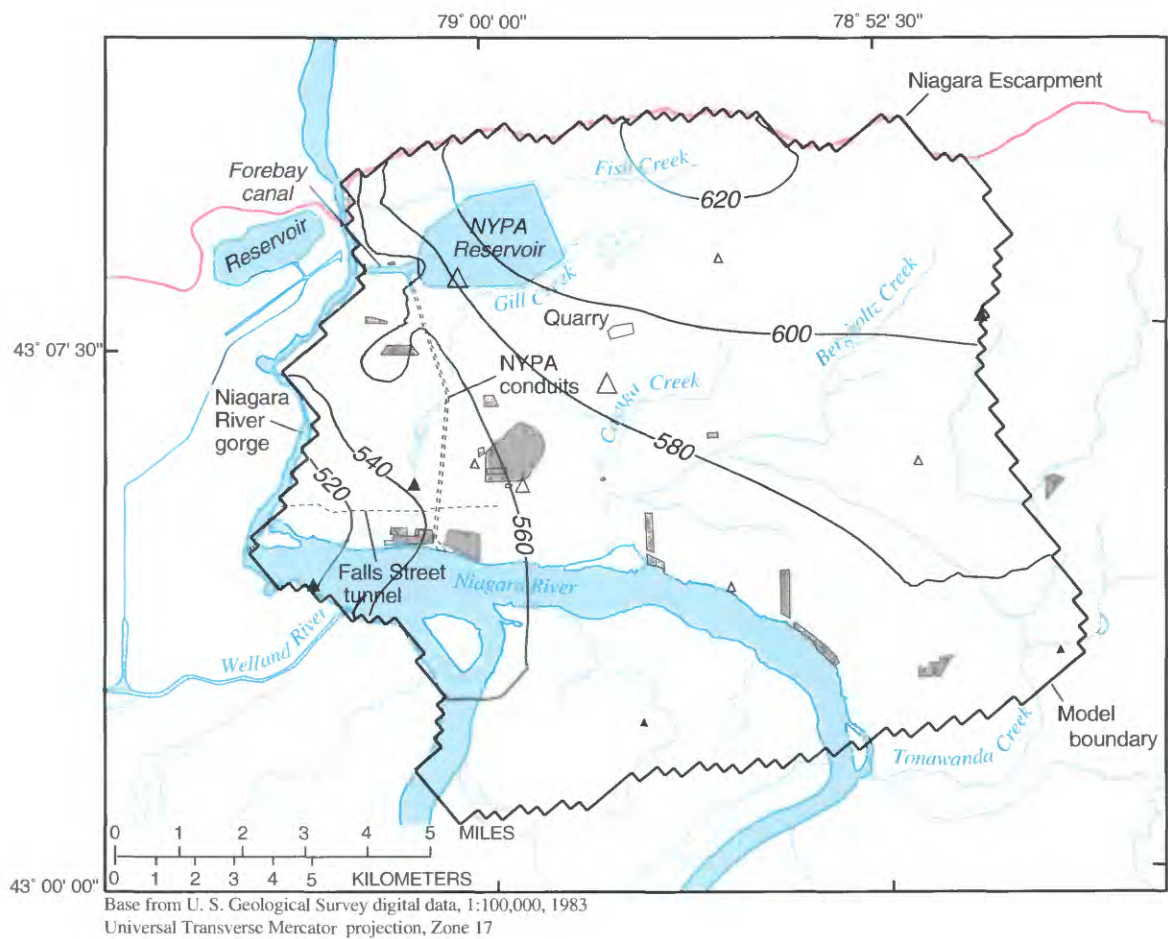 79° 00' 00"
78° 52' 30"
Niagara Escarpment
Forebay
canal
Fish Creek
620
NYPA
Reservoir
Reservoir
Gill Creek
Quarry
600
Bergholtz Creek
43° 07' 30"
NYPA
conduits
Cayuga Creek
Niagara
River
gorge
540
580
520
560
Falls Street
tunnel
Niagara River
Welland River
Model
boundary
Tonawanda Creek
0 1 2 3 4 5 MILES
0 1 2 3 4 5 KILOMETERS
43° 00' 00"
Base from U. S. Geological Survey digital data, 1:100,000, 1983
Universal Transverse Mercator projection, Zone 17